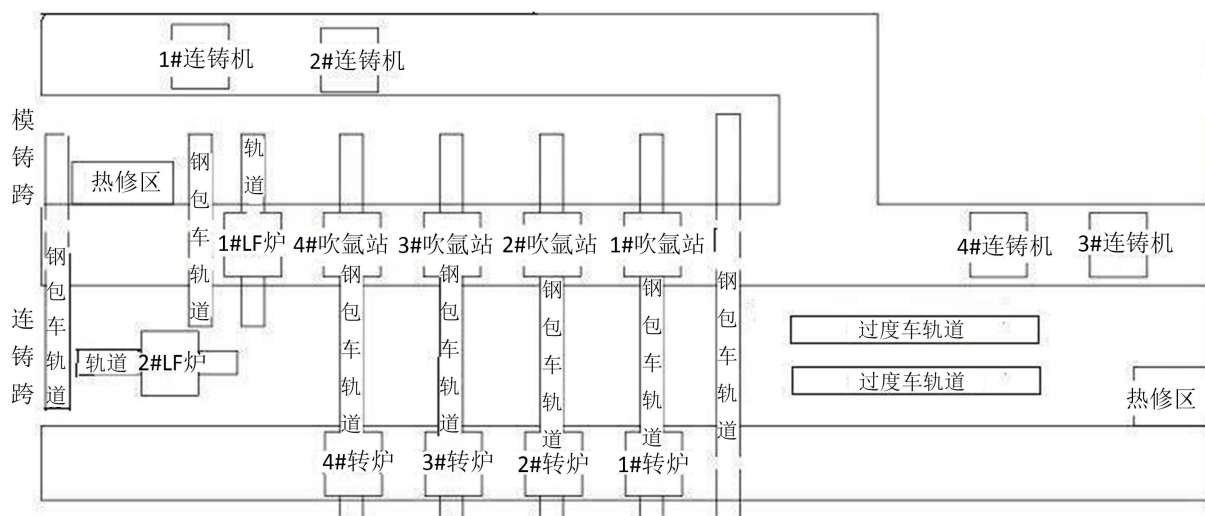 1#连铸机
2#连铸机
模铸跨
热修区
钢包车轨道
轨道
1#LF炉
4#吹氩站
3#吹氩站
2#吹氩站
1#吹氩站
4#连铸机
3#连铸机
连铸跨
钢包车轨道
轨道
2#LF炉
钢包车轨道
钢包车轨道
钢包车轨道
钢包车轨道
钢包车轨道
过度车轨道
过度车轨道
热修区
4#转炉
3#转炉
2#转炉
1#转炉